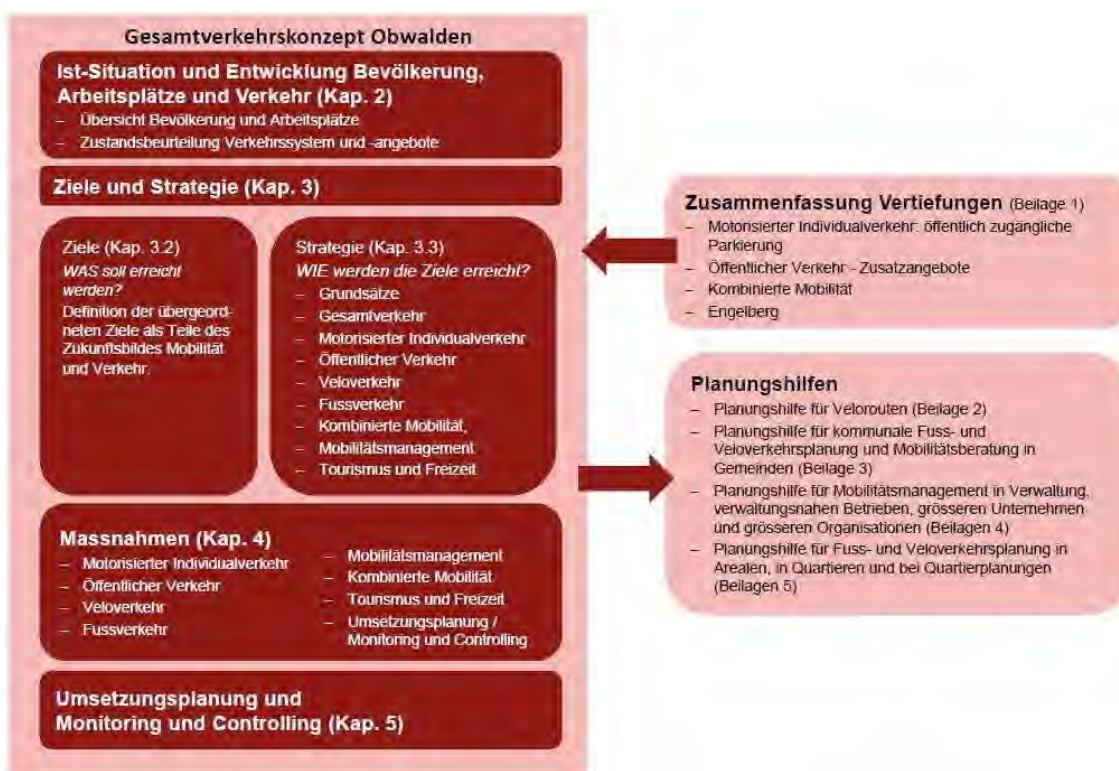 Gesamtverkehrskonzept Obwalden
Ist-Situation und Entwicklung Bevölkerung,
Arbeitsplätze und Verkehr (Kap. 2)
– Übersicht Bevölkerung und Arbeitsplätze
– Zustandsbeurteilung Verkehrssystem und -angebote
Ziele und Strategie (Kap. 3)
Ziele (Kap. 3.2)
WAS soll erreicht
werden?
Definition der übergeord-
neten Ziele als Teile des
Zukunftsbildes Mobilität
und Verkehr.
Strategie (Kap. 3.3)
WIE werden die Ziele erreicht?
– Grundsätze
– Gesamtverkehr
– Motorisierter Individualverkehr
– Öffentlicher Verkehr
– Veloverkehr
– Fussverkehr
– Kombinierte Mobilität,
– Mobilitätsmanagement
– Tourismus und Freizeit
Massnahmen (Kap. 4)
– Motorisierter Individualverkehr
– Öffentlicher Verkehr
– Veloverkehr
– Fussverkehr
– Mobilitätsmanagement
– Kombinierte Mobilität
– Tourismus und Freizeit
– Umsetzungsplanung /
Monitoring und Controlling
Umsetzungsplanung und
Monitoring und Controlling (Kap. 5)
Zusammenfassung Vertiefungen (Beilage 1)
– Motorisierter Individualverkehr: öffentlich zugängliche
Parkierung
– Öffentlicher Verkehr - Zusatzangebote
– Kombinierte Mobilität
– Engelberg
Planungshilfen
– Planungshilfe für Velorouten (Beilage 2)
– Planungshilfe für kommunale Fuss- und
Veloverkehrsplanung und Mobilitätsberatung in
Gemeinden (Beilage 3)
– Planungshilfe für Mobilitätsmanagement in Verwaltung,
verwaltungsnahen Betrieben, grösseren Unternehmen
und grösseren Organisationen (Beilagen 4)
– Planungshilfe für Fuss- und Veloverkehrsplanung in
Arealen, in Quartieren und bei Quartierplanungen
(Beilagen 5)